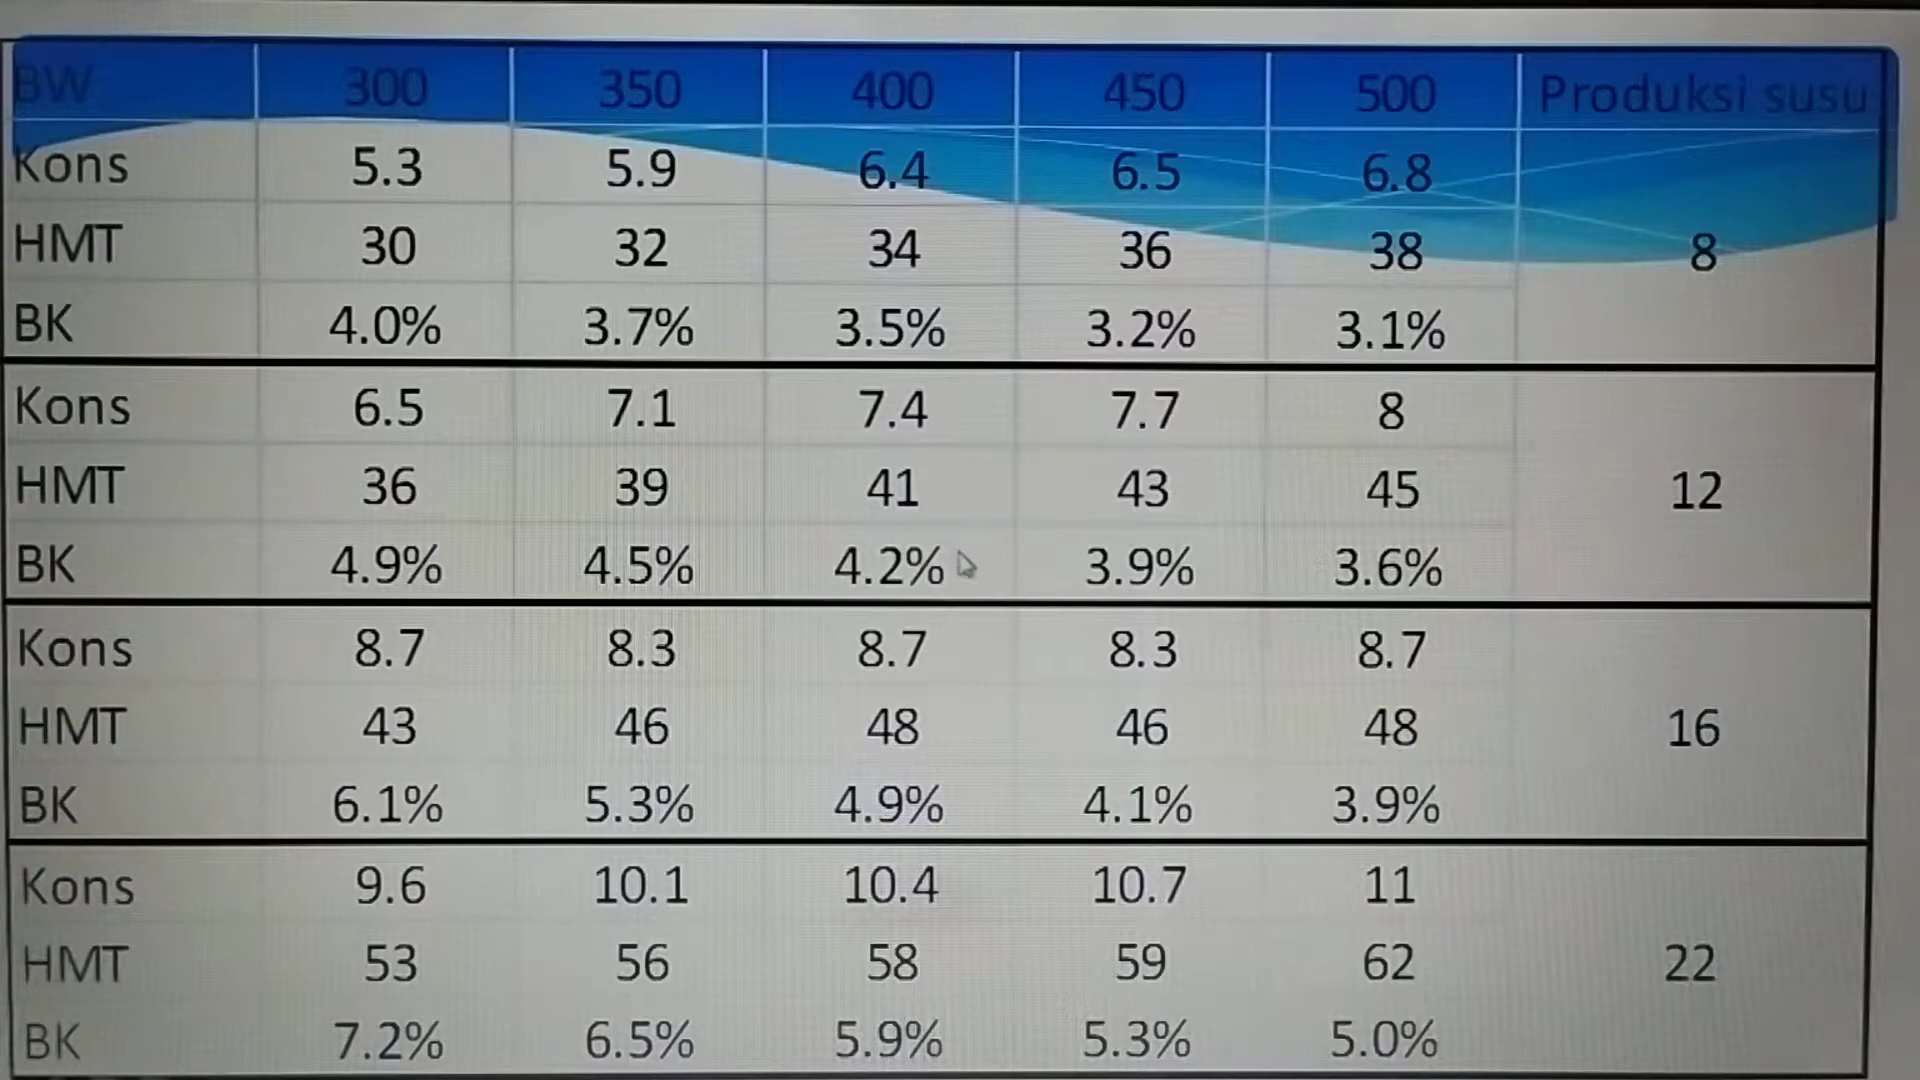 BW 300 350 400 450 500 Produksi susu
Kons 5.3 5.9 6.4 6.5 6.8
HMT 30 32 34 36 38 8
BK 4.0% 3.7% 3.5% 3.2% 3.1%
Kons 6.5 7.1 7.4 7.7 8
HMT 36 39 41 43 45 12
BK 4.9% 4.5% 4.2% 3.9% 3.6%
Kons 8.7 8.3 8.7 8.3 8.7
HMT 43 46 48 46 48 16
BK 6.1% 5.3% 4.9% 4.1% 3.9%
Kons 9.6 10.1 10.4 10.7 11
HMT 53 56 58 59 62 22
BK 7.2% 6.5% 5.9% 5.3% 5.0%